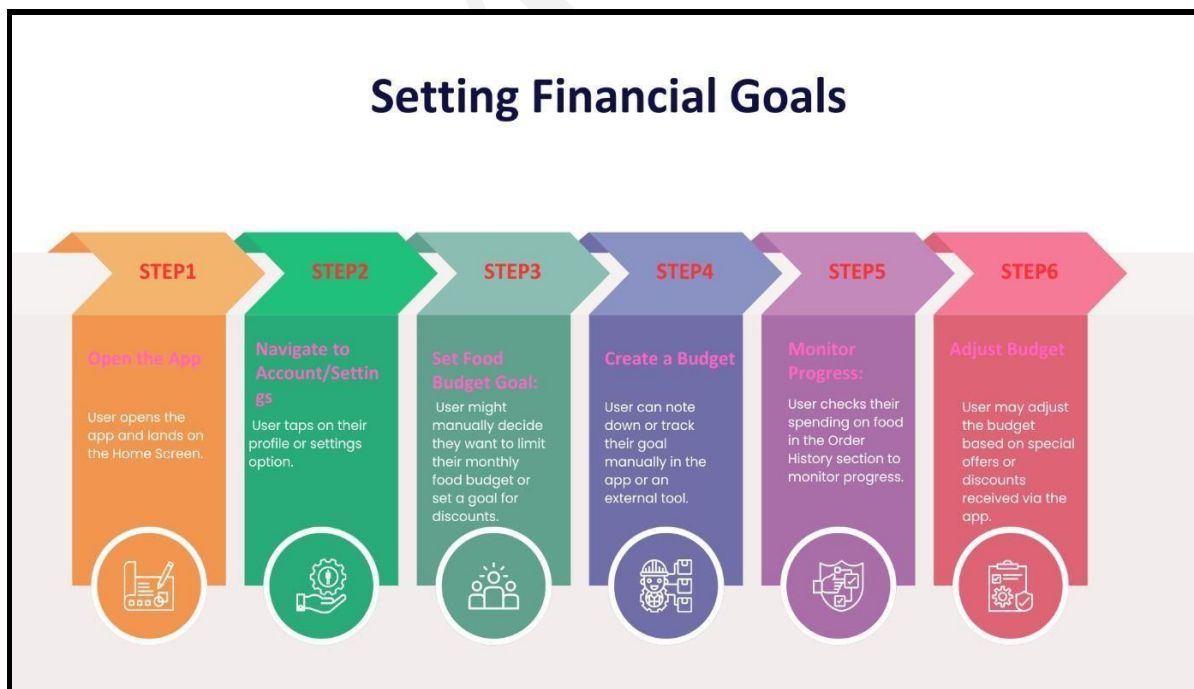 Setting Financial Goals
STEP1
Open the App
User opens the
app and lands on
the Home Screen.
STEP2
Navigate to
Account/Settin
gs
User taps on their
profile or settings
option.
STEP3
Set Food
Budget Goal:
User might
manually decide
they want to limit
their monthly
food budget or
set a goal for
discounts.
STEP4
Create a Budget
User can note
down or track
their goal
manually in the
app or an
external tool.
STEP5
Monitor
Progress:
User checks their
spending on food
in the Order
History section to
monitor progress.
STEP6
Adjust Budget
User may adjust
the budget
based on special
offers or
discounts
received via the
app.